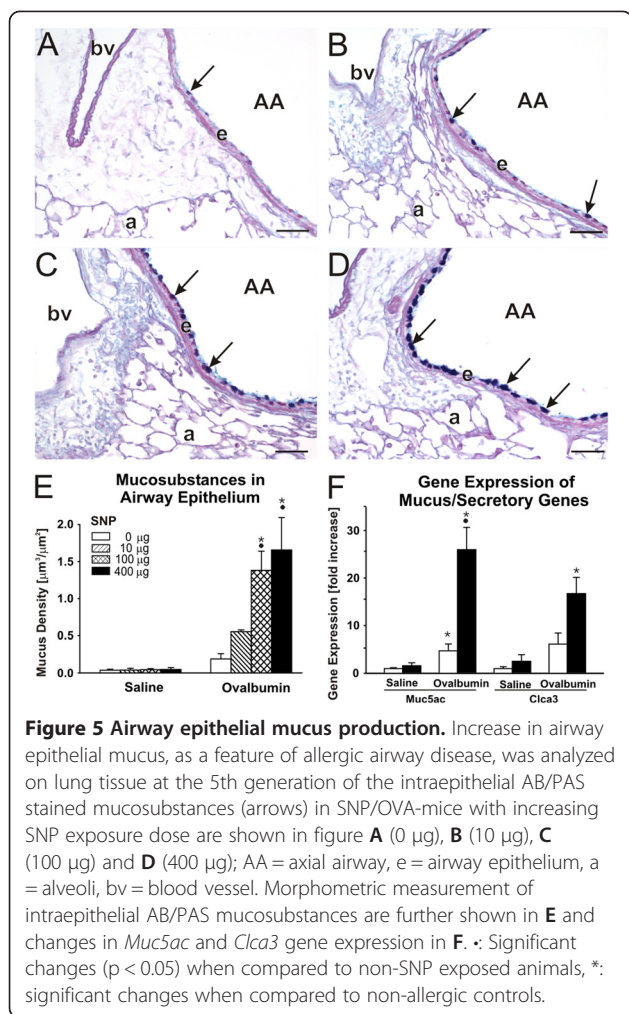 A
bv
AA
e
a
B
bv
AA
e
a
C
bv
AA
e
a
D
AA
e
a
E
Mucosubstances in
Airway Epithelium
SNP
0 µg
10 µg
100 µg
400 µg
Mucus Density [µm³/µm²]
2.0
1.5
1.0
0.5
0.0
*
•
*
•
Saline
Ovalbumin
F
Gene Expression of
Mucus/Secretory Genes
Gene Expression [fold increase]
30
20
10
0
*
*
•
*
Saline Ovalbumin Saline Ovalbumin
Muc5ac Clca3
Figure 5 Airway epithelial mucus production. Increase in airway
epithelial mucus, as a feature of allergic airway disease, was analyzed
on lung tissue at the 5th generation of the intraepithelial AB/PAS
stained mucosubstances (arrows) in SNP/OVA-mice with increasing
SNP exposure dose are shown in figure A (0 μg), B (10 μg), C
(100 μg) and D (400 μg); AA = axial airway, e = airway epithelium, a
= alveoli, bv = blood vessel. Morphometric measurement of
intraepithelial AB/PAS mucosubstances are further shown in E and
changes in Muc5ac and Clca3 gene expression in F. •: Significant
changes (p < 0.05) when compared to non-SNP exposed animals, *:
significant changes when compared to non-allergic controls.